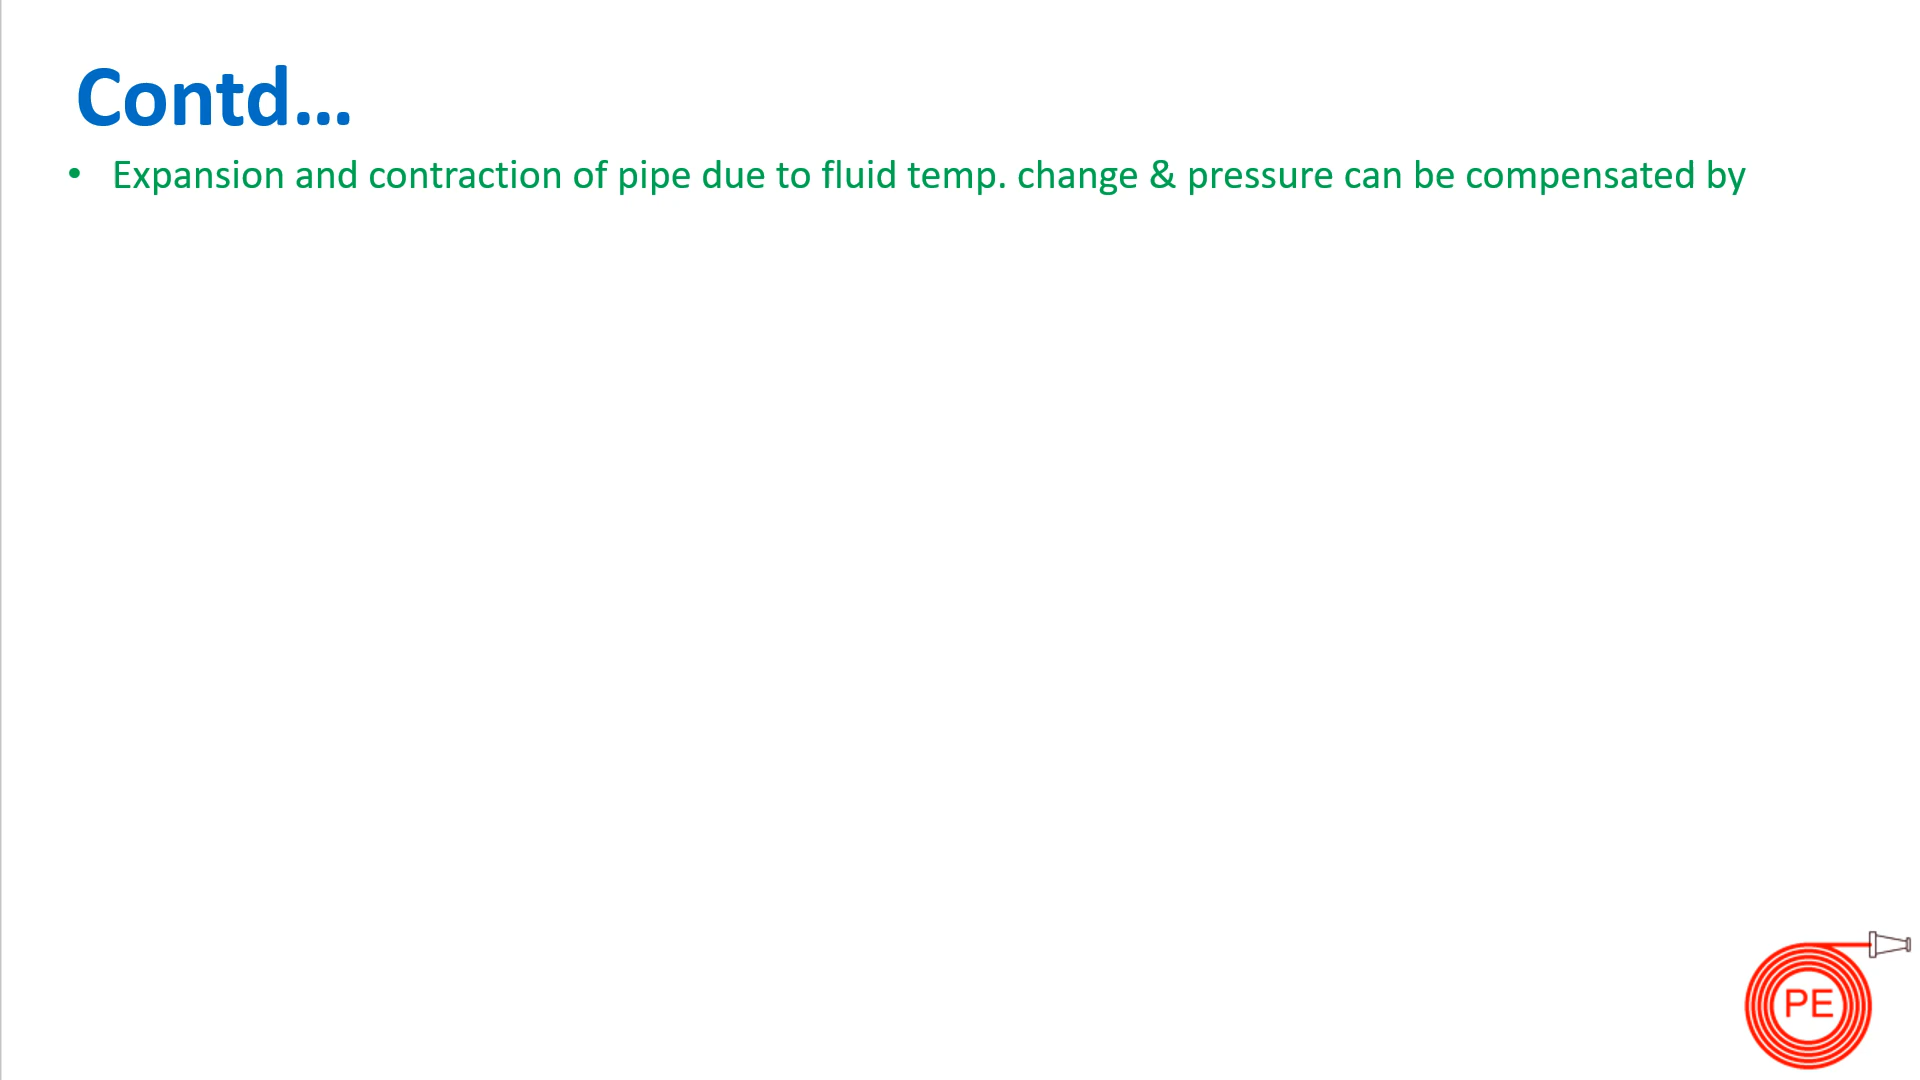 Contd...
• Expansion and contraction of pipe due to fluid temp. change & pressure can be compensated by
PE